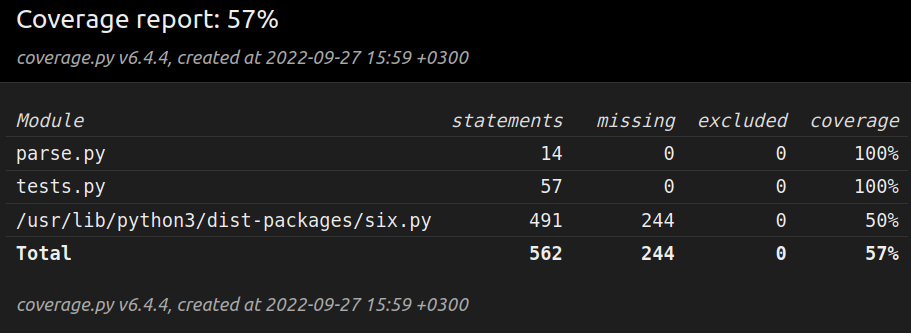 Coverage report: 57%
coverage.py v6.4.4, created at 2022-09-27 15:59 +0300
Module statements missing excluded coverage
parse.py 14 0 0 100%
tests.py 57 0 0 100%
/usr/lib/python3/dist-packages/six.py 491 244 0 50%
Total 562 244 0 57%
coverage.py v6.4.4, created at 2022-09-27 15:59 +0300